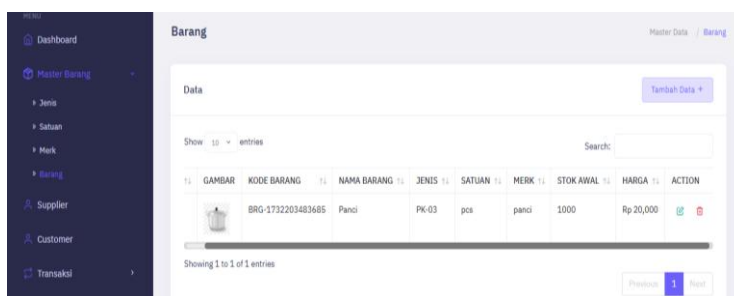 MENU
Dashboard
Master Barang
Jenis
Satuan
Merk
Barang
Supplier
Customer
Transaksi
Barang
Master Data / Barang
Data
Tambah Data +
Show 10 entries
Search:
GAMBAR KODE BARANG NAMA BARANG JENIS SATUAN MERK STOK AWAL HARGA ACTION
BRG-1732203483685 Panci PK-03 pcs panci 1000 Rp 20,000
Showing 1 to 1 of 1 entries
Previous 1 Next